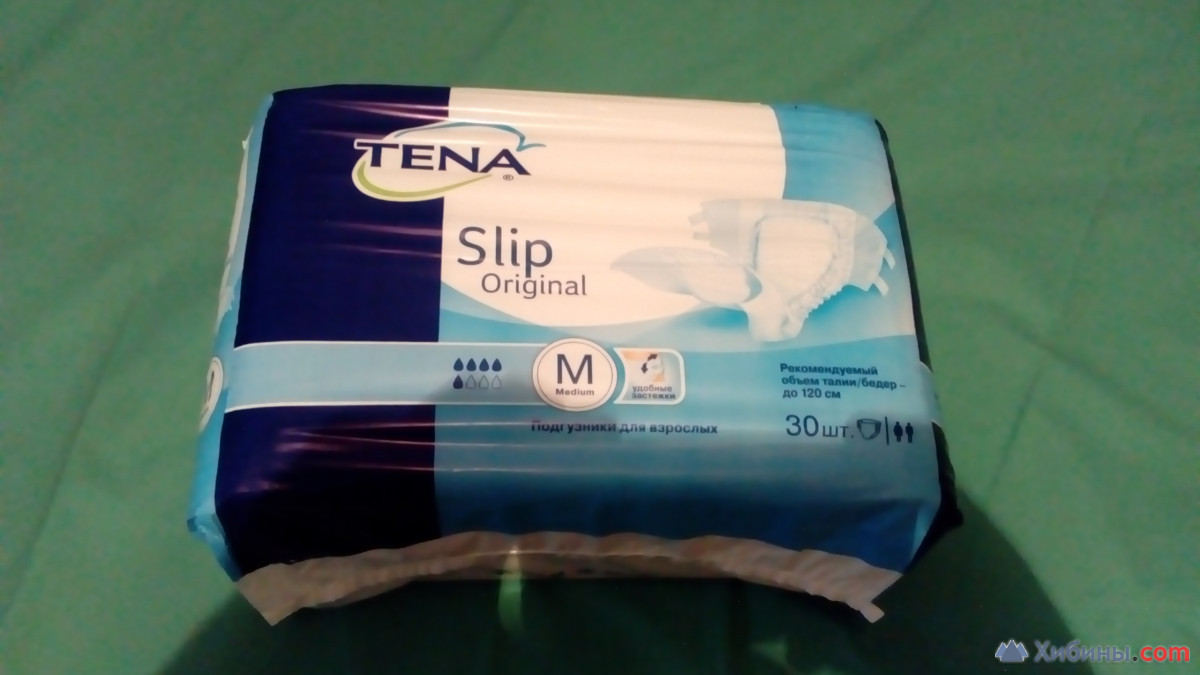 TENA
®
Slip
Original
M
Medium
удобные
застежки
Рекомендуемый
объем талии/бедер –
до 120 см
Подгузники для взрослых
30 шт.
Хибины.com